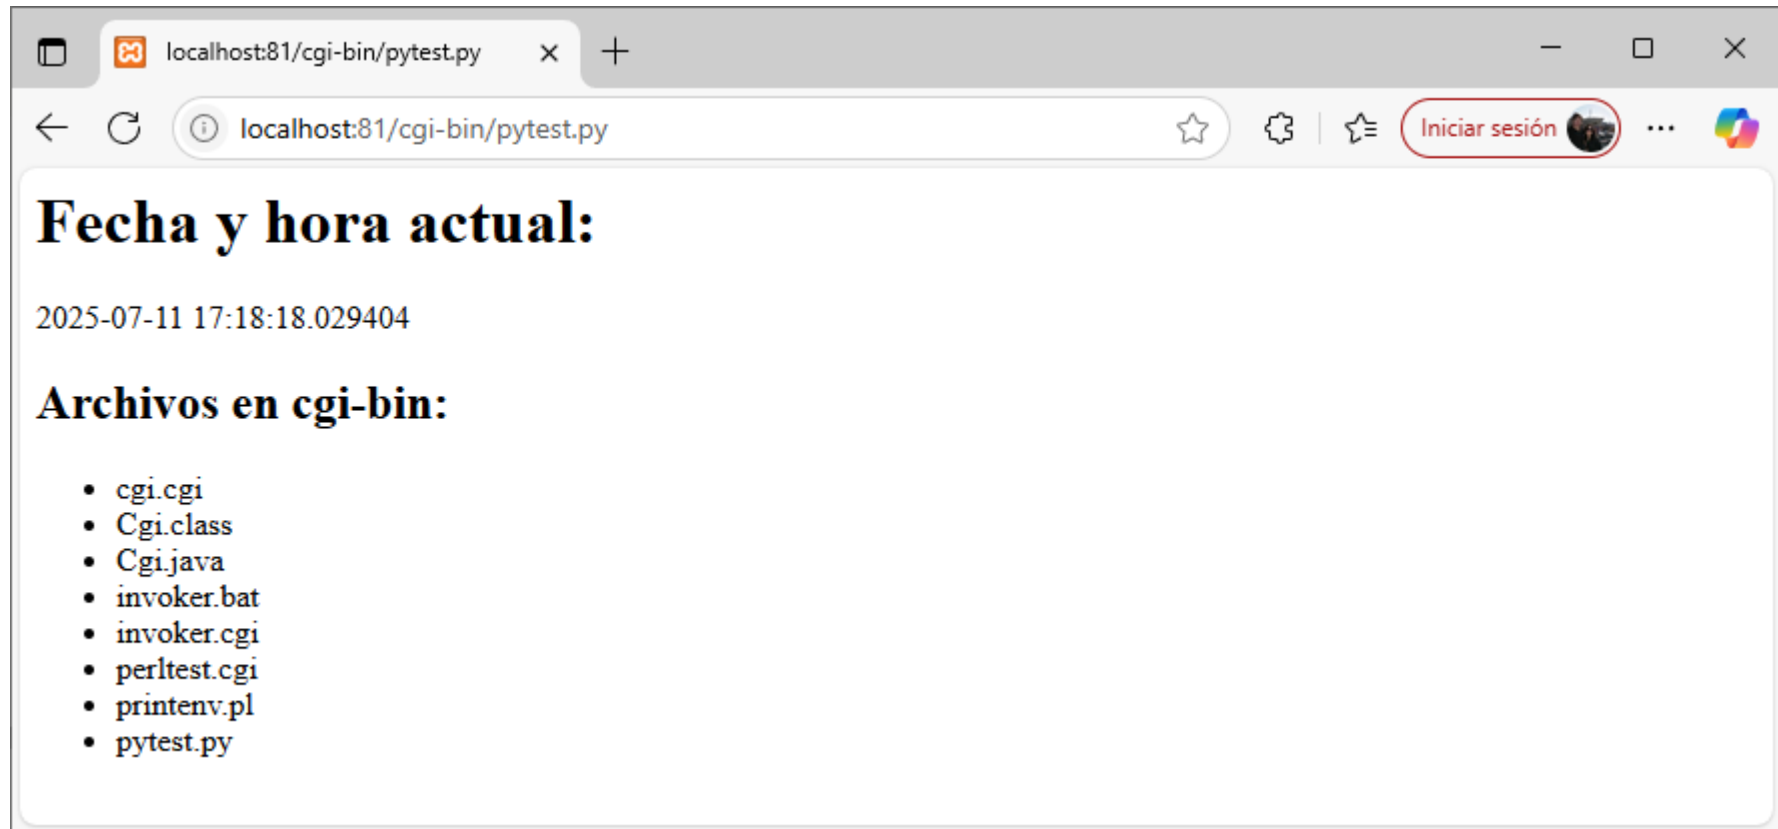 localhost:81/cgi-bin/pytest.py
localhost:81/cgi-bin/pytest.py
Iniciar sesión
Fecha y hora actual:
2025-07-11 17:18:18.029404
Archivos en cgi-bin:
cgi.cgi
Cgi.class
Cgi.java
invoker.bat
invoker.cgi
perltest.cgi
printenv.pl
pytest.py